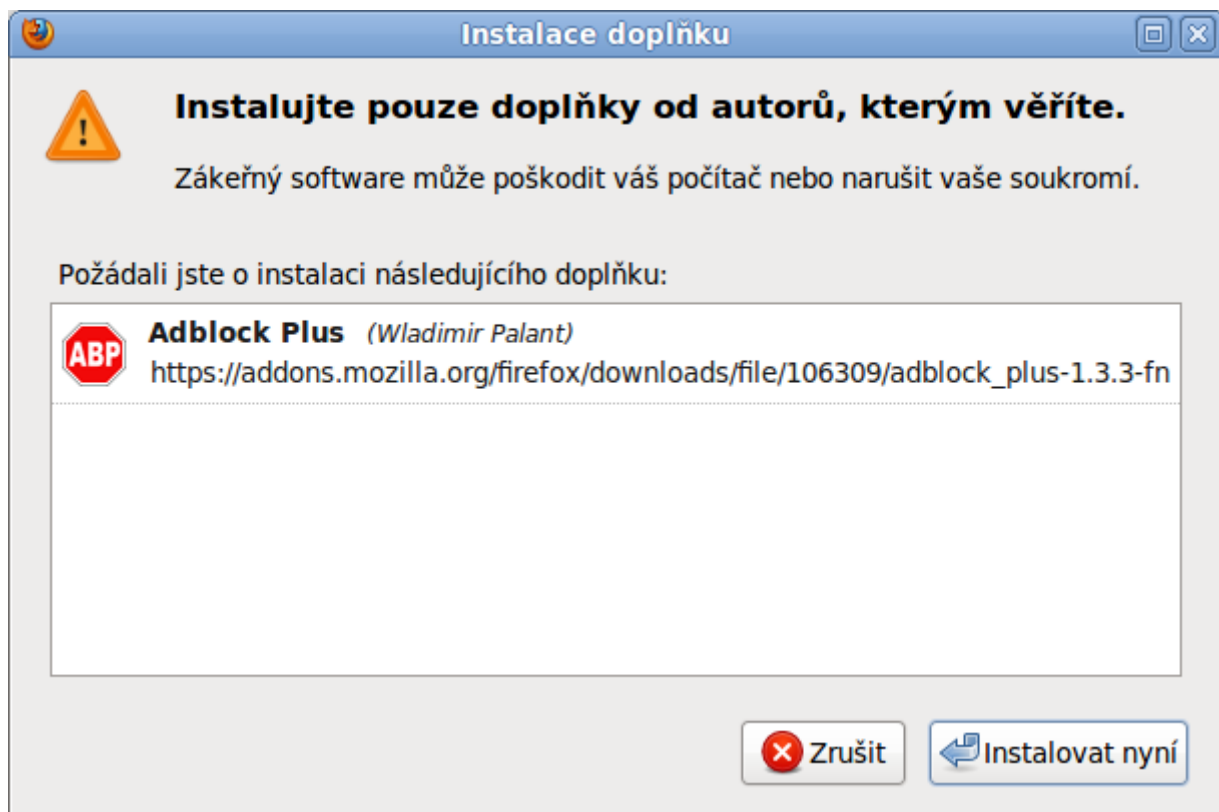 Instalace doplňku
Instalujte pouze doplňky od autorů, kterým věříte.
Zákeřný software může poškodit váš počítač nebo narušit vaše soukromí.
Požádali jste o instalaci následujícího doplňku:
ABP
Adblock Plus (Wladimir Palant)
https://addons.mozilla.org/firefox/downloads/file/106309/adblock_plus-1.3.3-fn
Zrušit
Instalovat nyní